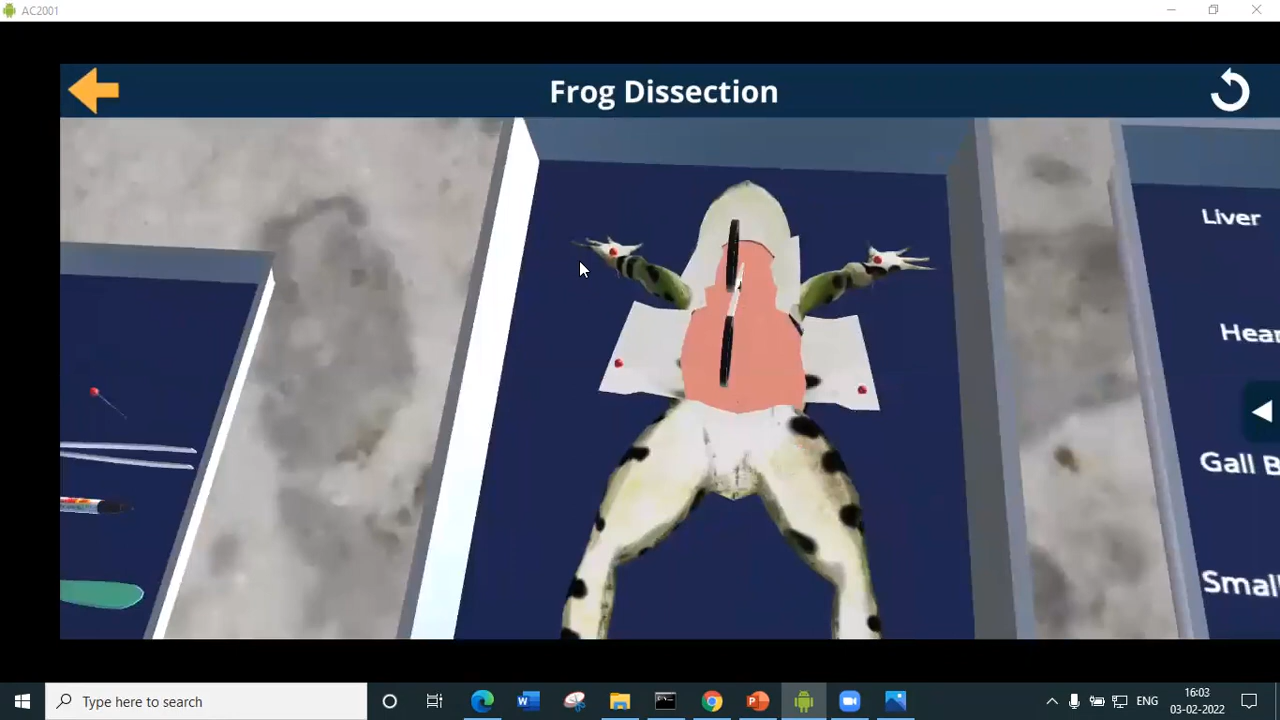 AC2001
Frog Dissection
Liver
Hear
Gall B
Small
Type here to search
ENG
16:03
03-02-2022